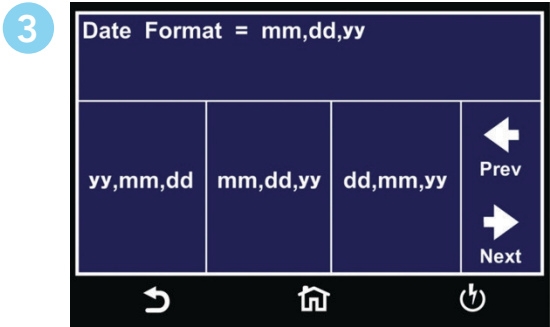 3
Date Format = mm,dd,yy
yy,mm,dd
mm,dd,yy
dd,mm,yy
Prev
Next